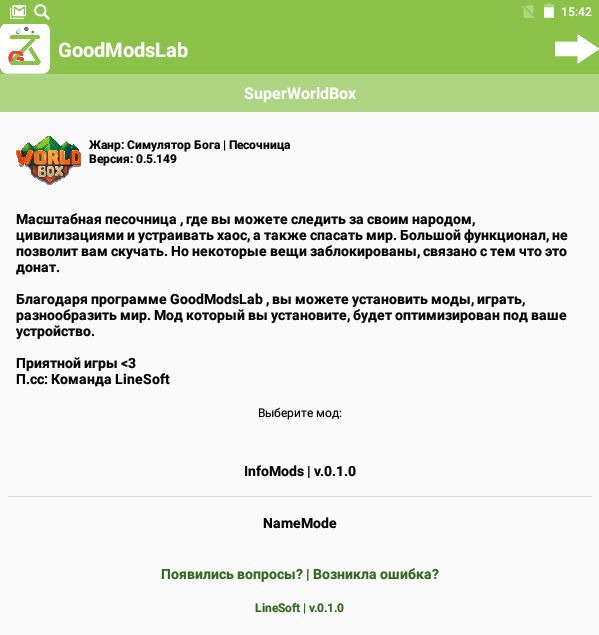 15:42
GoodModsLab
SuperWorldBox
WORLD
BOX
Жанр: Симулятор Бога | Песочница
Версия: 0.5.149
Масштабная песочница , где вы можете следить за своим народом,
цивилизациями и устраивать хаос, а также спасать мир. Большой функционал, не
позволит вам скучать. Но некоторые вещи заблокированы, связано с тем что это
донат.
Благодаря программе GoodModsLab , вы можете установить моды, играть,
разнообразить мир. Мод который вы установите, будет оптимизирован под ваше
устройство.
Приятной игры <3
П.сс: Команда LineSoft
Выберите мод:
InfoMods | v.0.1.0
NameMode
Появились вопросы? | Возникла ошибка?
LineSoft | v.0.1.0